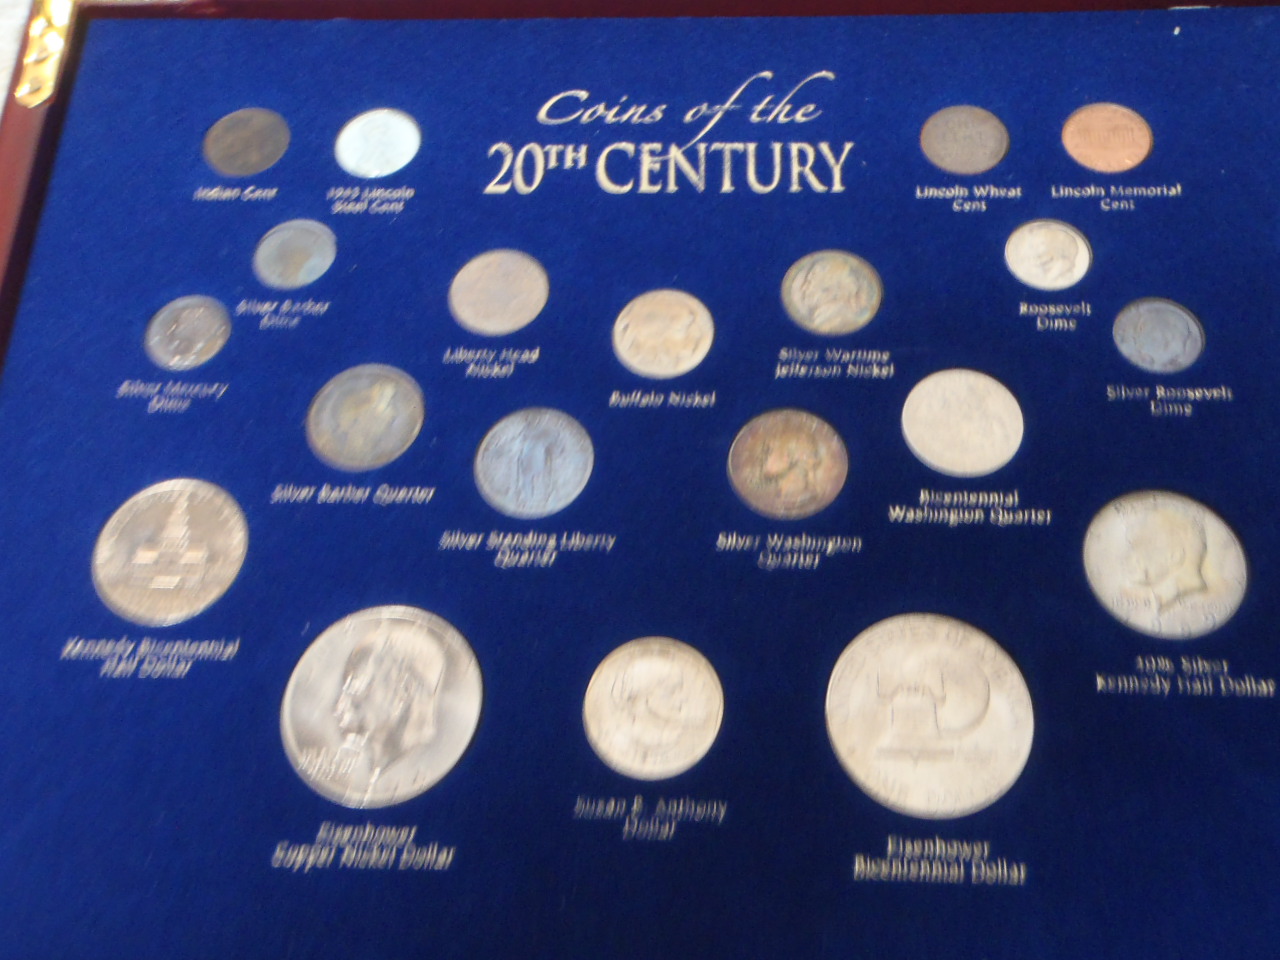 Coins of the
20TH CENTURY
Indian Cent
1943 Lincoln
Steel Cent
Lincoln Wheat
Cent
Lincoln Memorial
Cent
Silver Barber
Dime
Roosevelt
Dime
Silver Mercury
Dime
Liberty Head
Nickel
Buffalo Nickel
Silver Wartime
Jefferson Nickel
Silver Roosevelt
Dime
Silver Barber Quarter
Silver Standing Liberty
Quarter
Silver Washington
Quarter
Bicentennial
Washington Quarter
Kennedy Bicentennial
Half Dollar
40% Silver
Kennedy Half Dollar
Eisenhower
Copper Nickel Dollar
Susan B. Anthony
Dollar
Eisenhower
Bicentennial Dollar